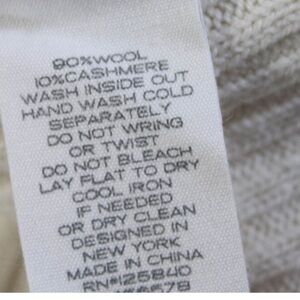 90%WOOL
10%CASHMERE
WASH INSIDE OUT
HAND WASH COLD
SEPARATELY
DO NOT WRING
OR TWIST
DO NOT BLEACH
LAY FLAT TO DRY
COOL IRON
IF NEEDED
OR DRY CLEAN
DESIGNED IN
NEW YORK
MADE IN CHINA
RN#125840